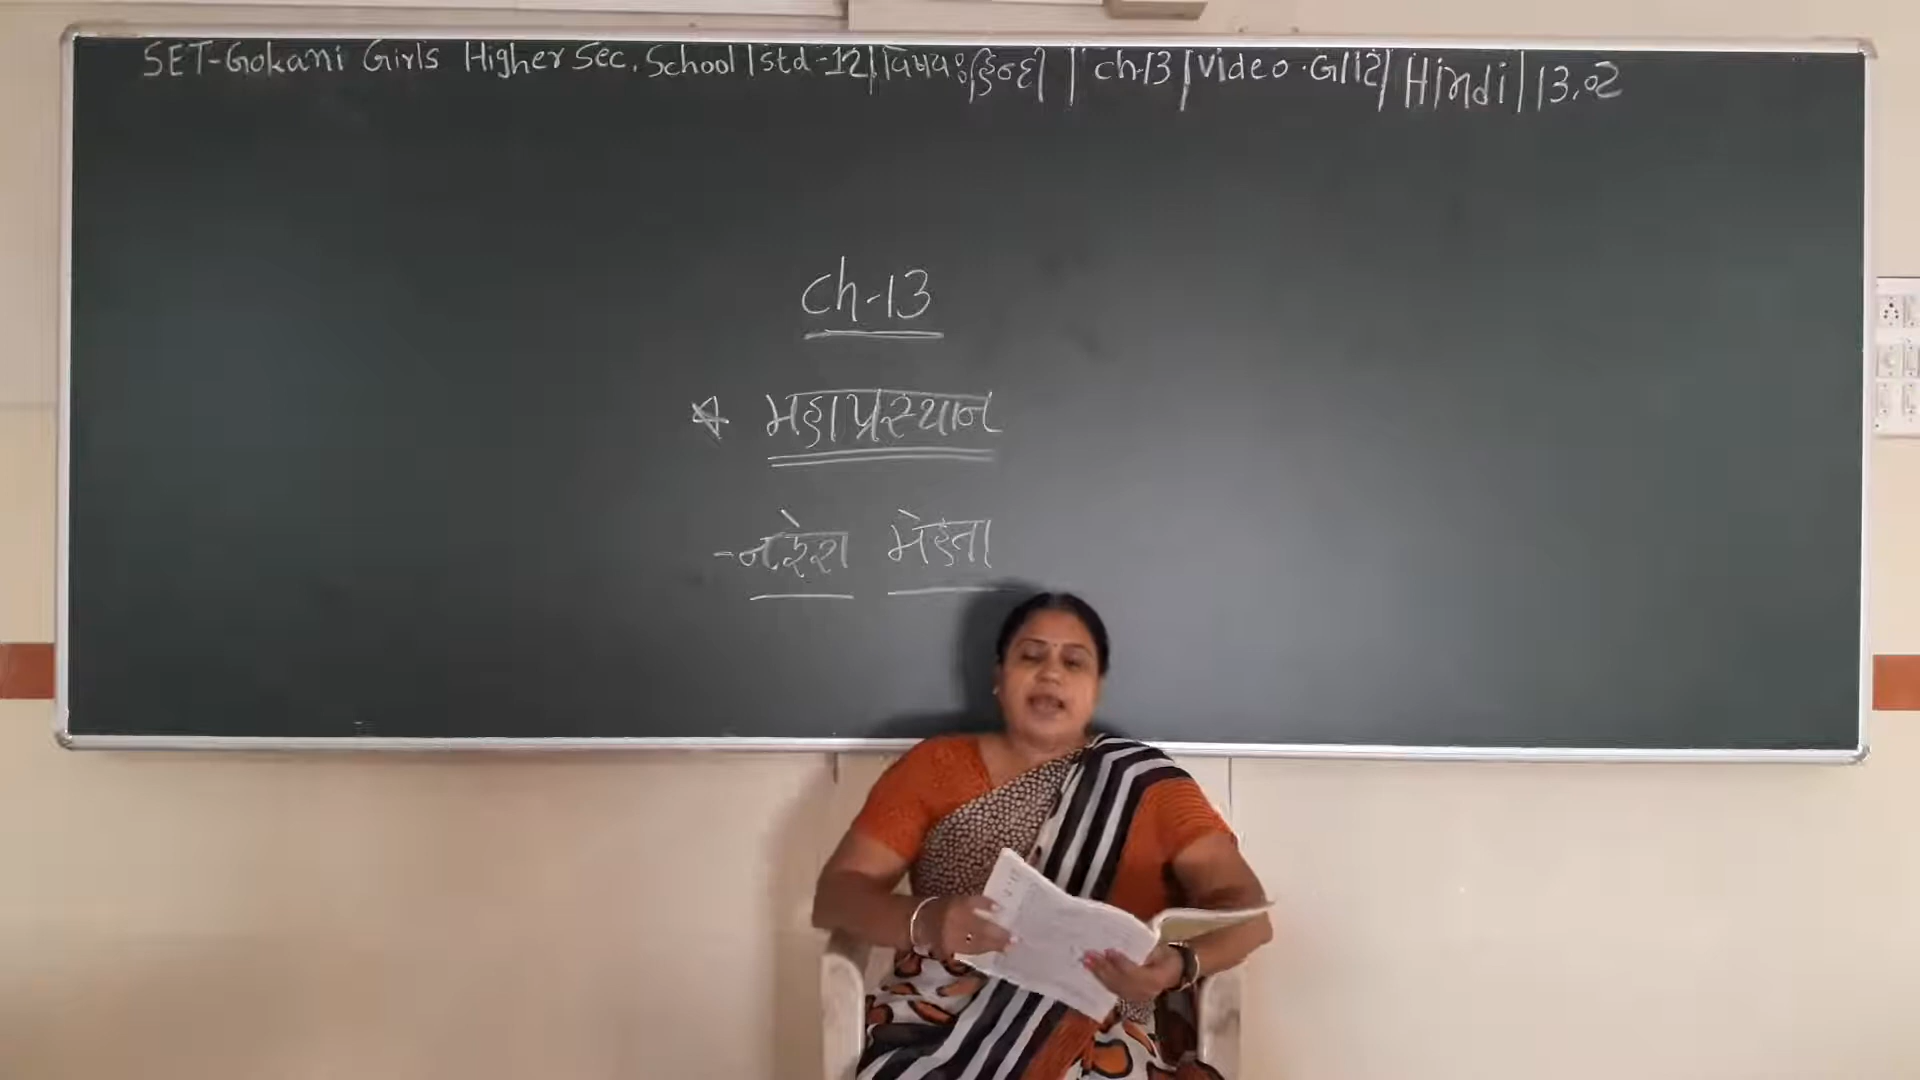 SET-Gokani Girls Higher Sec. School | Std-12 | विषय: हिन्दी | Ch-13 | Video.G/12 | Hindi | 13.02
Ch-13
* महाप्रस्थान
- नरेश मेहता